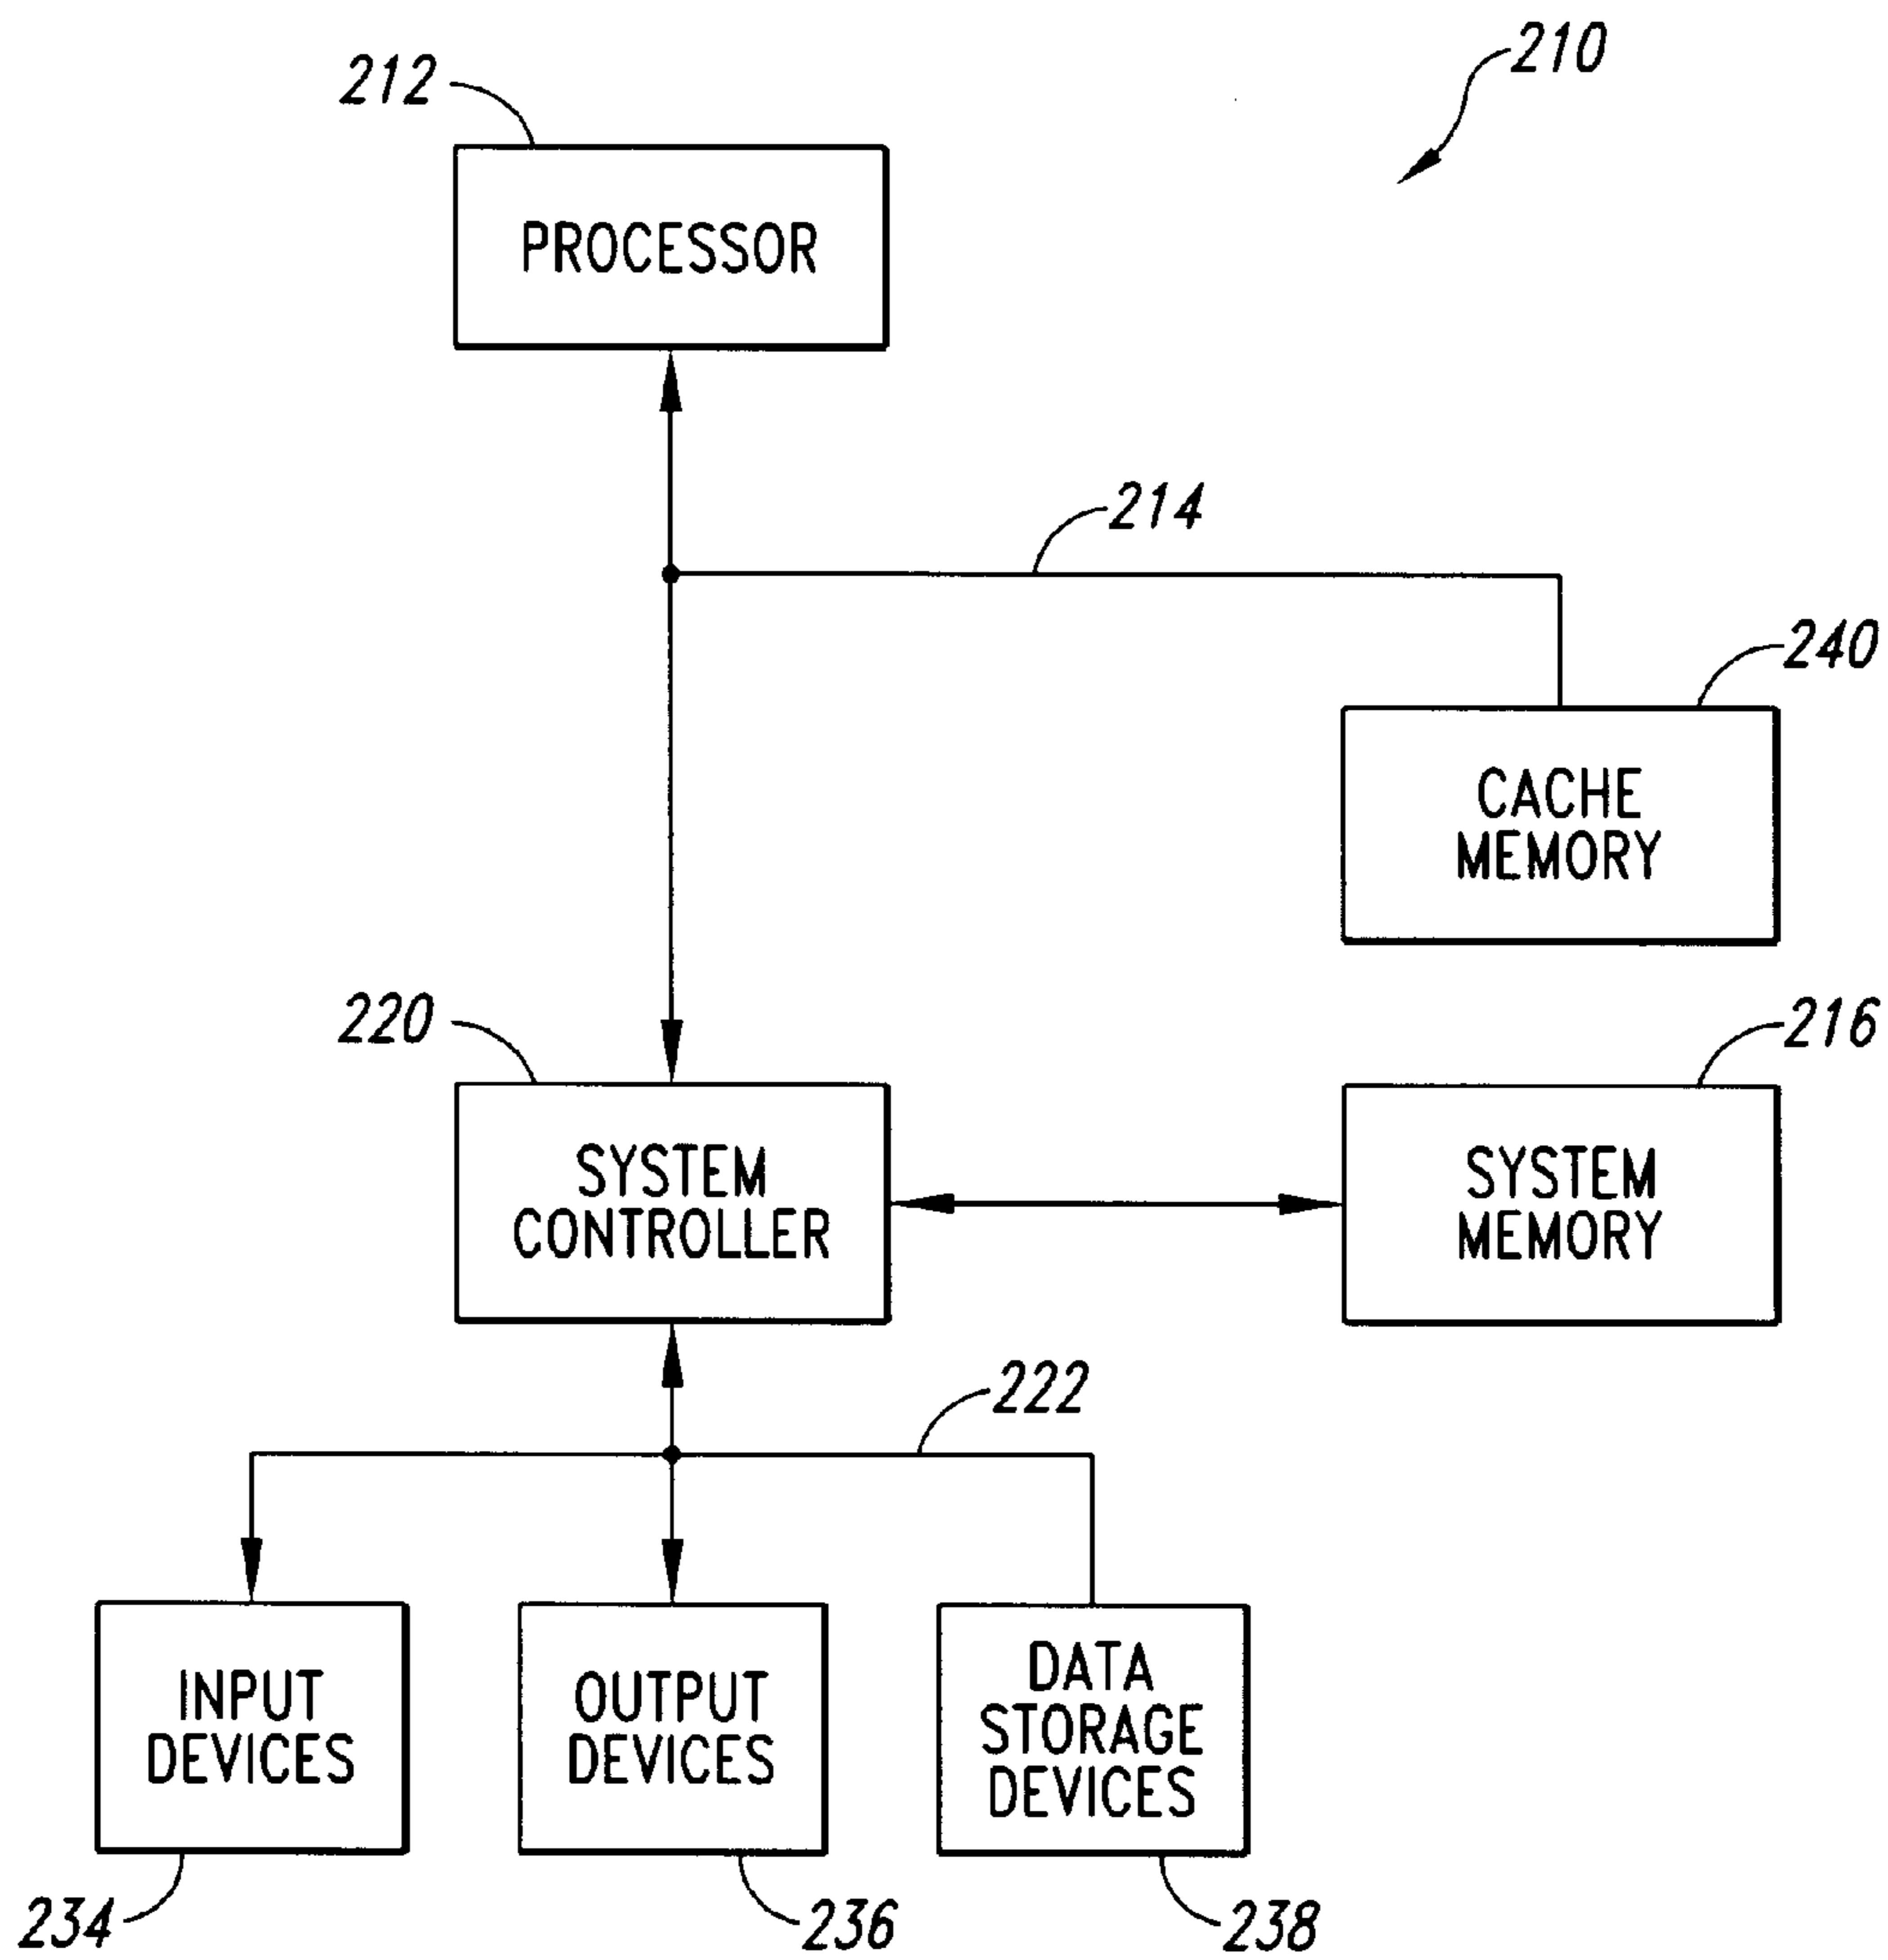 210
212
PROCESSOR
214
240
CACHE
MEMORY
220
216
SYSTEM
CONTROLLER
SYSTEM
MEMORY
222
INPUT
DEVICES
OUTPUT
DEVICES
DATA
STORAGE
DEVICES
234
236
238